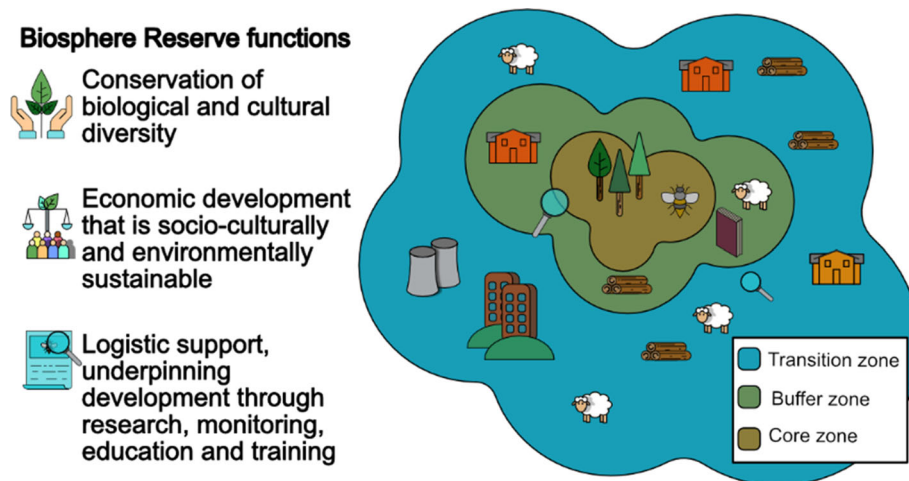 Biosphere Reserve functions
Conservation of
biological and cultural
diversity
Economic development
that is socio-culturally
and environmentally
sustainable
Logistic support,
underpinning
development through
research, monitoring,
education and training
Transition zone
Buffer zone
Core zone